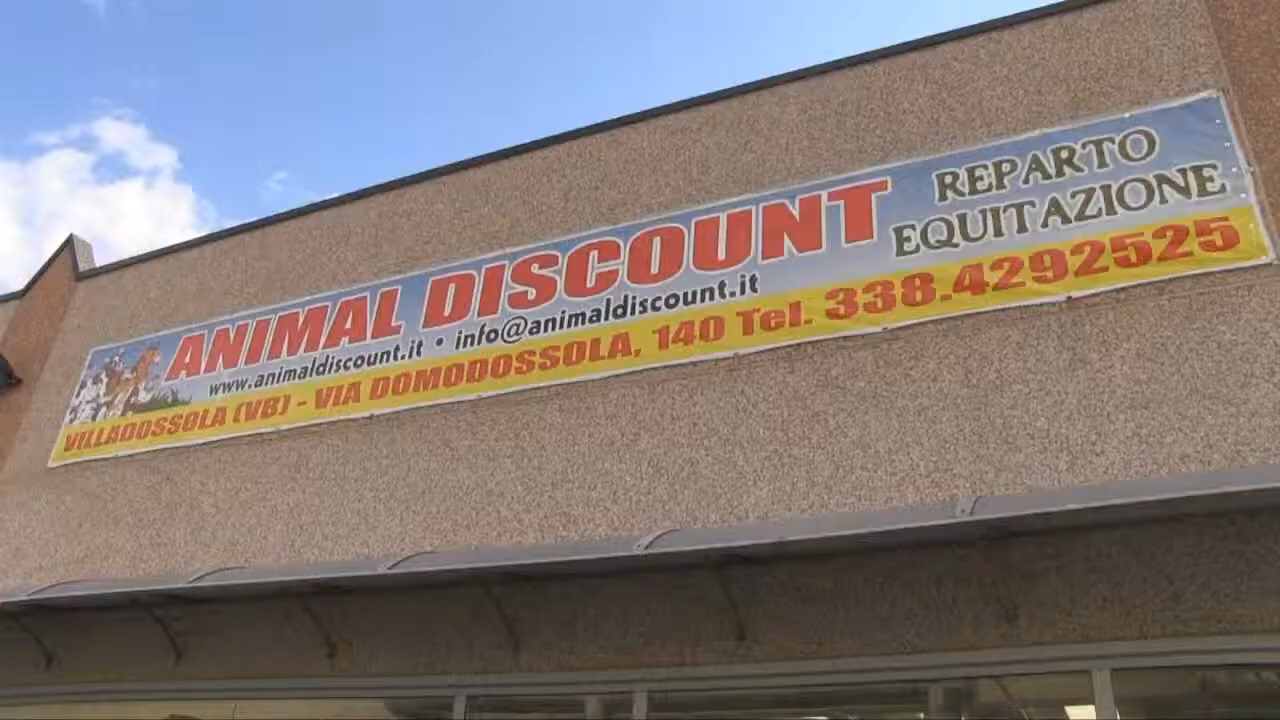 ANIMAL DISCOUNT
www.animaldiscount.it • info@animaldiscount.it
REPARTO
EQUITAZIONE
VILLADOSSOLA (VB) - VIA DOMODOSSOLA, 140 Tel. 338.4292525